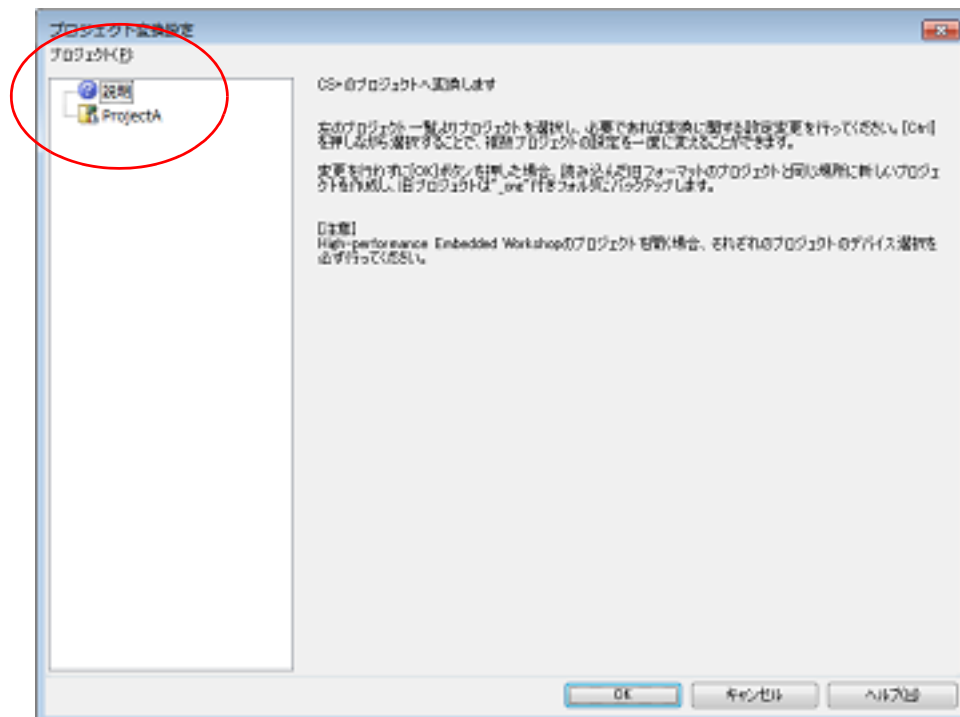 プロジェクト変換設定
プロジェクト(P)
説明
ProjectA
CS+のプロジェクトへ変換します
左のプロジェクト一覧よりプロジェクトを選択し、必要であれば変換に関する設定変更を行ってください。[Ctrl]
を押しながら選択することで、複数プロジェクトの設定を一度に変えることができます。
変更を行わずに[OK]ボタンを押した場合、読み込んだ旧フォーマットのプロジェクトと同じ場所に新しいプロジェ
クトを作成し、旧プロジェクトは"_org"付きフォルダにバックアップします。
[注意]
High-performance Embedded Workshopのプロジェクトを開く場合、それぞれのプロジェクトのデバイス選択を
必ず行ってください。
OK
キャンセル
ヘルプ(H)